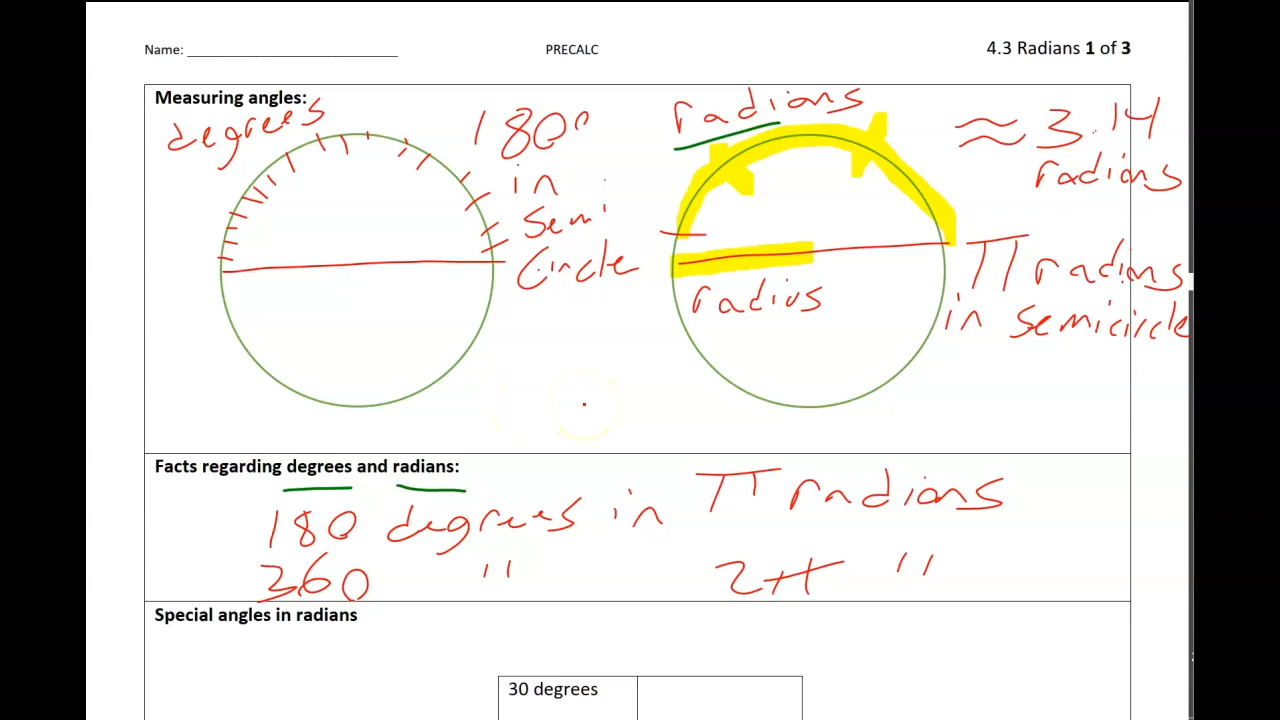 Name: ____________________________ PRECALC 4.3 Radians 1 of 3
Measuring angles:
degrees
180°
in
semi
circle
radians
≈ 3.14
radians
radius
π radians
in semicircle
Facts regarding degrees and radians:
180 degrees in π radians
360 " 2π "
Special angles in radians
30 degrees